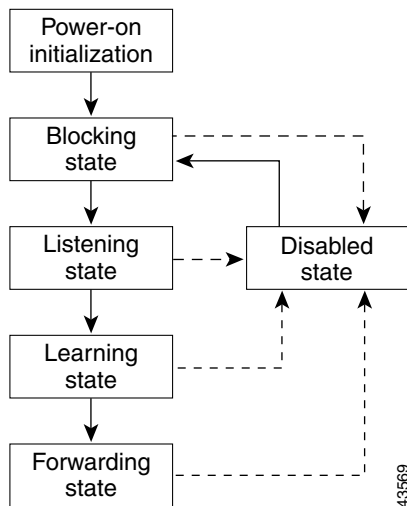 Power-on
initialization
Blocking
state
Listening
state
Disabled
state
Learning
state
Forwarding
state
43569